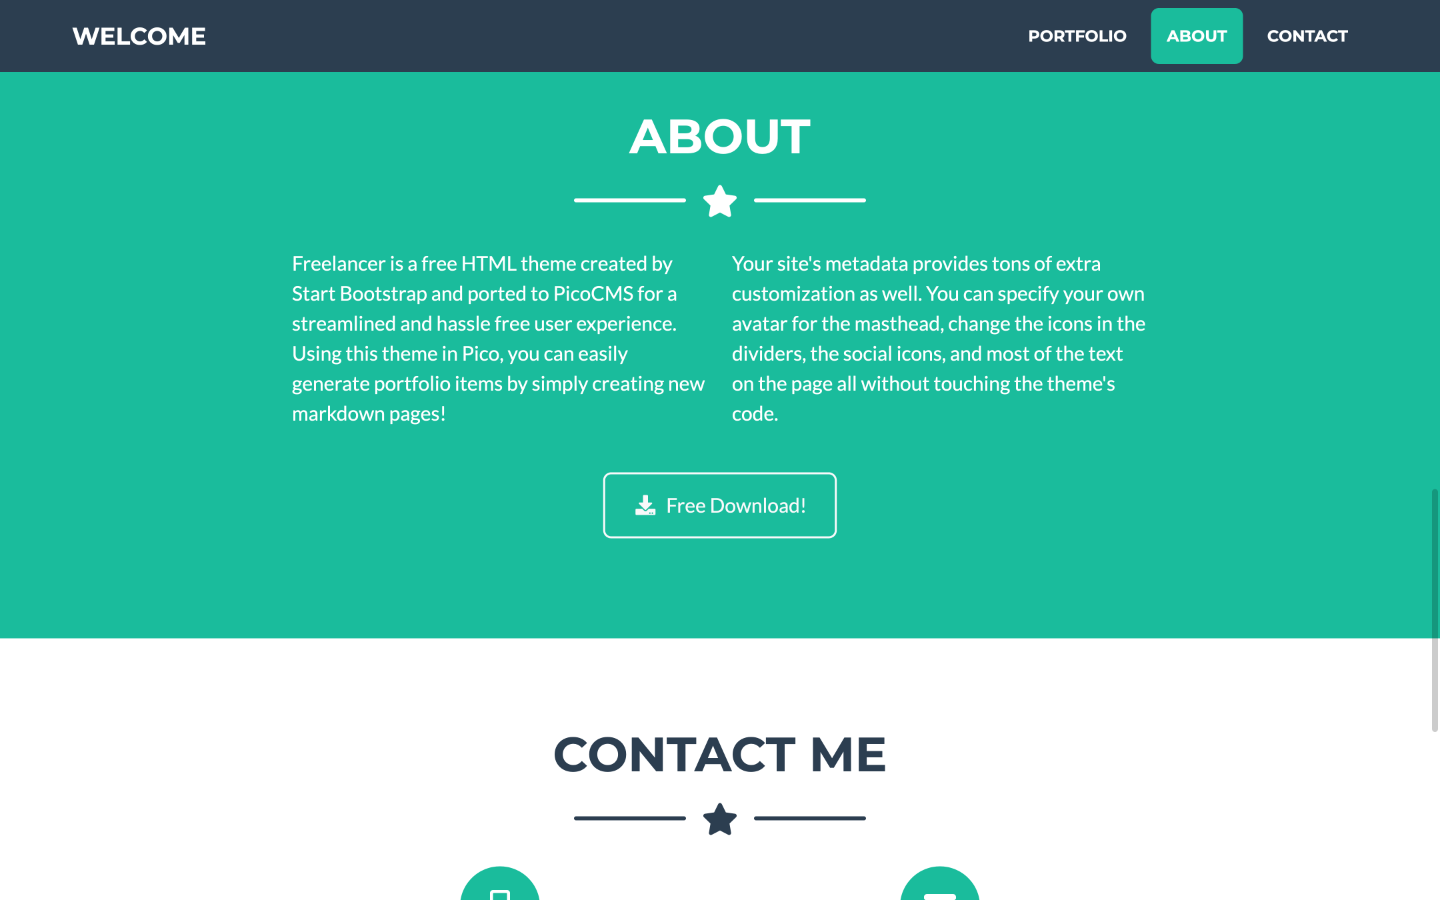 WELCOME
PORTFOLIO
ABOUT
CONTACT
ABOUT
Freelancer is a free HTML theme created by
Start Bootstrap and ported to PicoCMS for a
streamlined and hassle free user experience.
Using this theme in Pico, you can easily
generate portfolio items by simply creating new
markdown pages!
Your site's metadata provides tons of extra
customization as well. You can specify your own
avatar for the masthead, change the icons in the
dividers, the social icons, and most of the text
on the page all without touching the theme's
code.
Free Download!
CONTACT ME